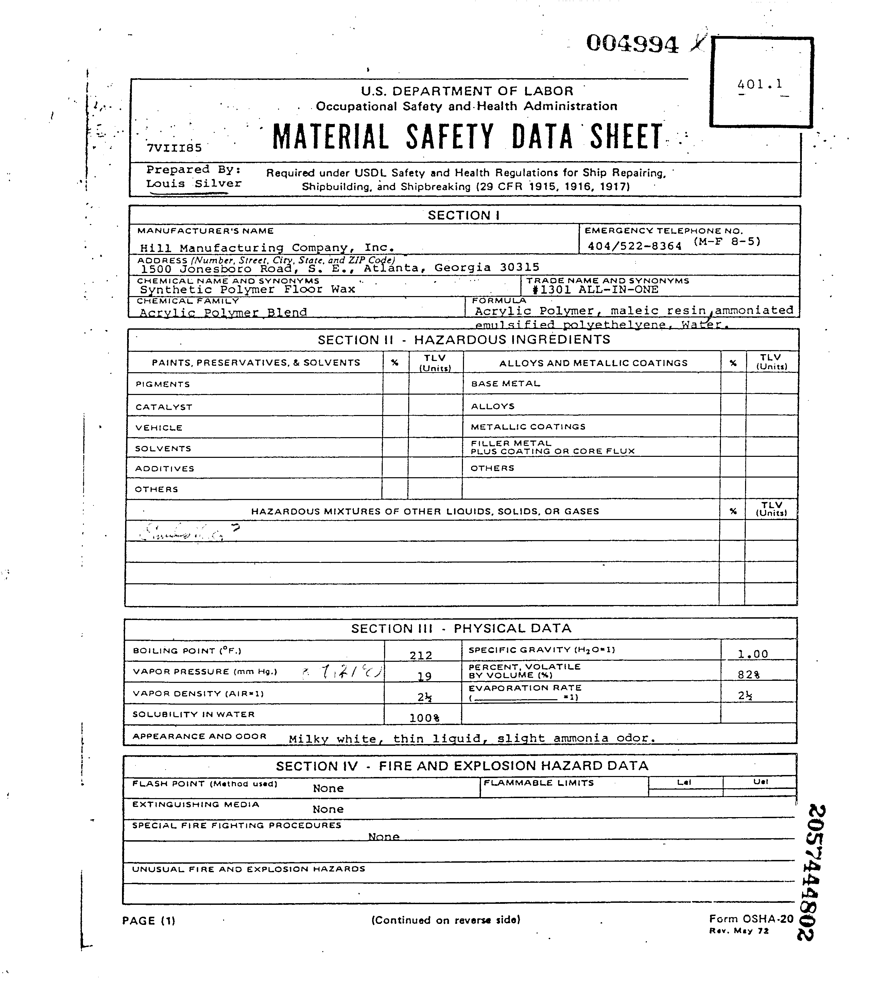 004994
401.1
U.S. DEPARTMENT OF LABOR
Occupational Safety and Health Administration
MATERIAL SAFETY DATA SHEET
7VIII85
Prepared By:
Louis Silver
Required under USDL Safety and Health Regulations for Ship Repairing,
Shipbuilding, and Shipbreaking (29 CFR 1915, 1916, 1917)
SECTION I
MANUFACTURER'S NAME
Hill Manufacturing Company, Inc.
EMERGENCY TELEPHONE NO.
404/522-8364 (M-F 8-5)
ADDRESS (Number, Street, City, State, and ZIP Code)
1500 Jonesboro Road, S. E., Atlanta, Georgia 30315
CHEMICAL NAME AND SYNONYMS
Synthetic Polymer Floor Wax
TRADE NAME AND SYNONYMS
#1301 ALL-IN-ONE
CHEMICAL FAMILY
Acrylic Polymer Blend
FORMULA
Acrylic Polymer, maleic resin,ammoniated
emulsified polyethelyene, Water.
SECTION II - HAZARDOUS INGREDIENTS
PAINTS, PRESERVATIVES, & SOLVENTS % TLV (Units) ALLOYS AND METALLIC COATINGS % TLV (Units)
PIGMENTS BASE METAL
CATALYST ALLOYS
VEHICLE METALLIC COATINGS
SOLVENTS FILLER METAL
PLUS COATING OR CORE FLUX
ADDITIVES OTHERS
OTHERS
HAZARDOUS MIXTURES OF OTHER LIQUIDS, SOLIDS, OR GASES % TLV (Units)
?
SECTION III - PHYSICAL DATA
BOILING POINT (°F.) 212 SPECIFIC GRAVITY (H2O=1) 1.00
VAPOR PRESSURE (mm Hg.) 19 PERCENT, VOLATILE
BY VOLUME (%) 82%
VAPOR DENSITY (AIR=1) 2½ EVAPORATION RATE
(__________ =1) 2½
SOLUBILITY IN WATER 100%
APPEARANCE AND ODOR Milky white, thin liquid, slight ammonia odor.
SECTION IV - FIRE AND EXPLOSION HAZARD DATA
FLASH POINT (Method used) None FLAMMABLE LIMITS Lel Uel
EXTINGUISHING MEDIA None
SPECIAL FIRE FIGHTING PROCEDURES
None
UNUSUAL FIRE AND EXPLOSION HAZARDS
PAGE (1) (Continued on reverse side) Form OSHA-20
Rev. May 72
2057444802